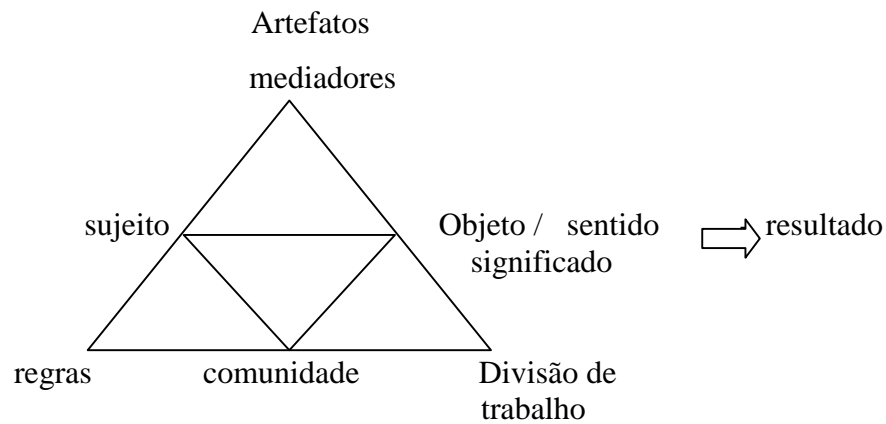 Artefatos
mediadores
sujeito
Objeto / sentido
significado
resultado
regras
comunidade
Divisão de
trabalho